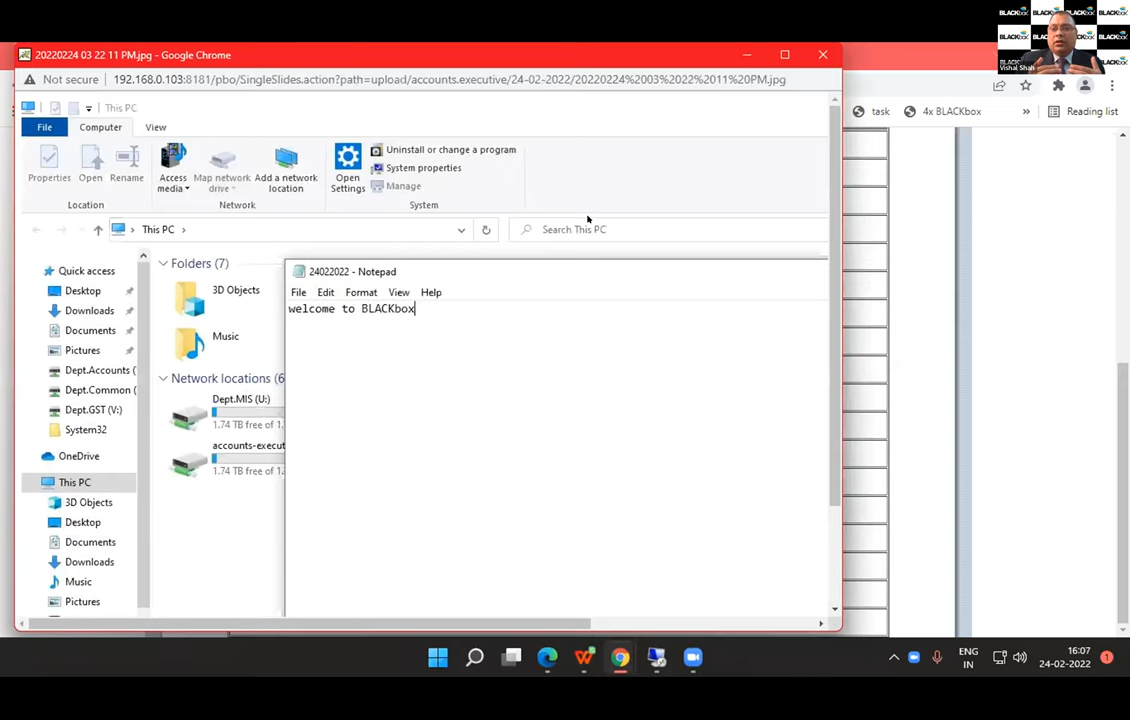 BLACKbox
Vishal Shah
20220224 03 22 11 PM.jpg - Google Chrome
Not secure 192.168.0.103:8181/pbo/SingleSlides.action?path=upload/accounts.executive/24-02-2022/20220224%2003%2022%2011%20PM.jpg
This PC
task
4x BLACKbox
»
Reading list
File Computer View
Properties Open Rename
Access media
Map network drive
Add a network location
Open Settings
Uninstall or change a program
System properties
Manage
Location Network System
This PC
Search This PC
Quick access
Desktop
Downloads
Documents
Pictures
Dept.Accounts (
Dept.Common (
Dept.GST (V:)
System32
OneDrive
This PC
3D Objects
Desktop
Documents
Downloads
Music
Pictures
Folders (7)
3D Objects
Music
Network locations (6
Dept.MIS (U:)
1.74 TB free of 1.
accounts-execut
1.74 TB free of 1.
24022022 - Notepad
File Edit Format View Help
welcome to BLACKbox
ENG
IN
16:07
24-02-2022
1